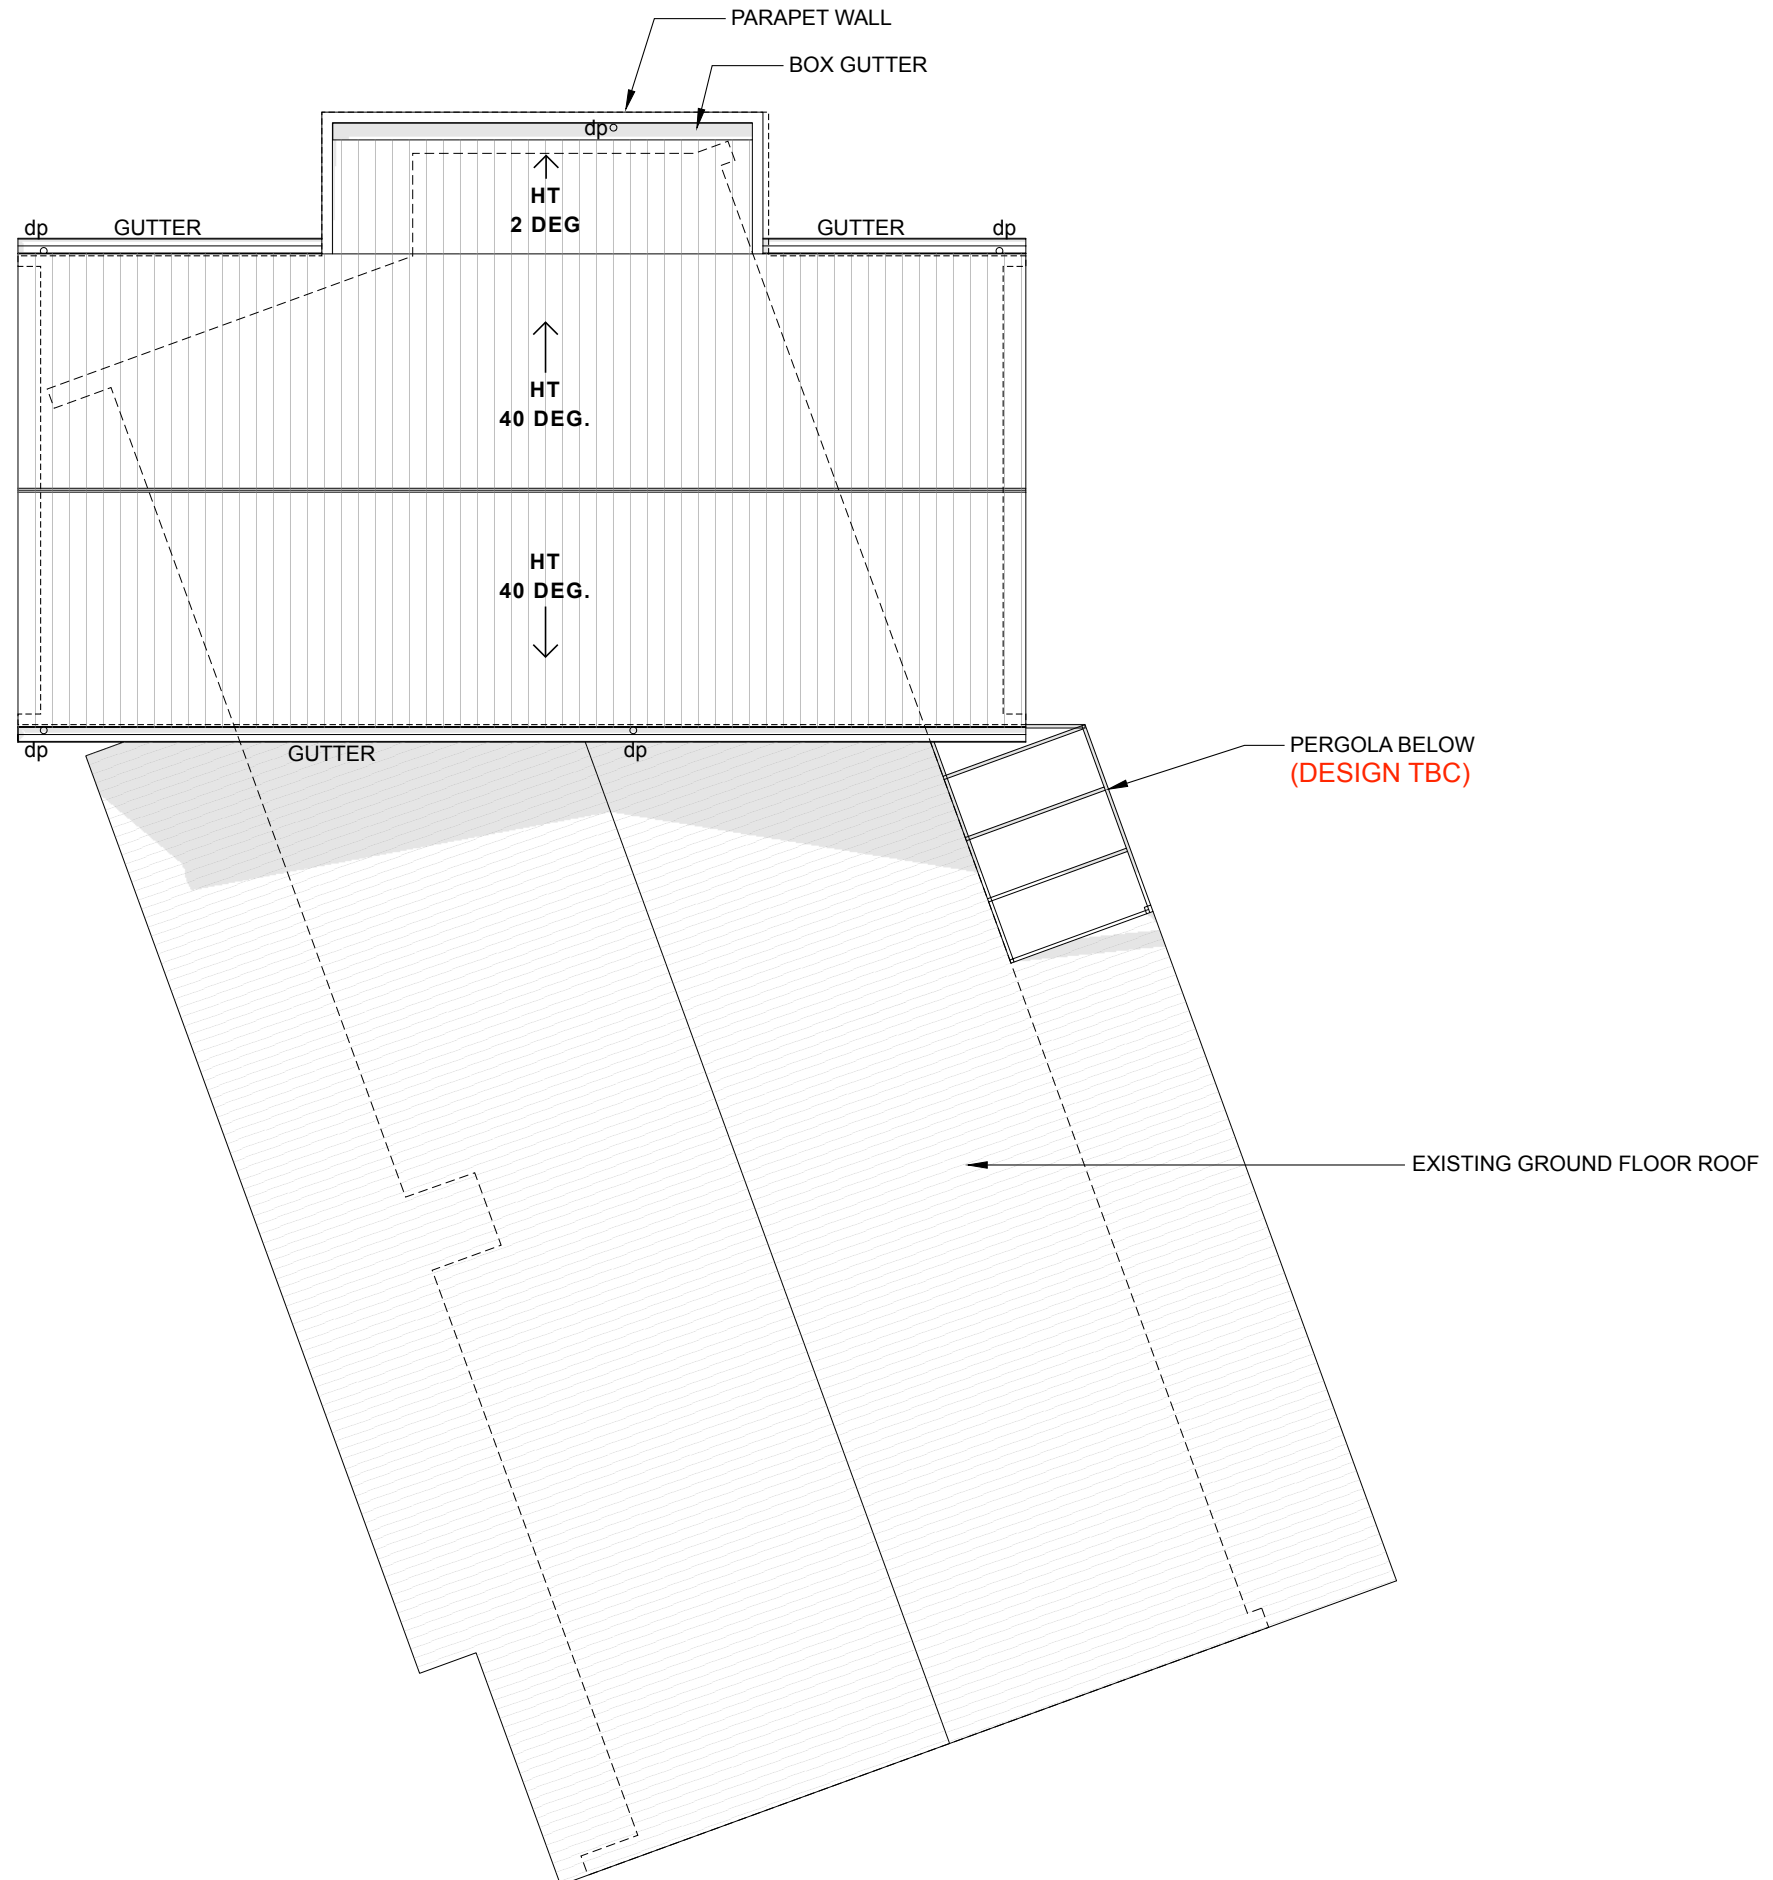 PARAPET WALL
BOX GUTTER
dp
HT
2 DEG
dp
GUTTER
GUTTER
dp
HT
40 DEG.
HT
40 DEG.
dp
GUTTER
dp
PERGOLA BELOW
(DESIGN TBC)
EXISTING GROUND FLOOR ROOF